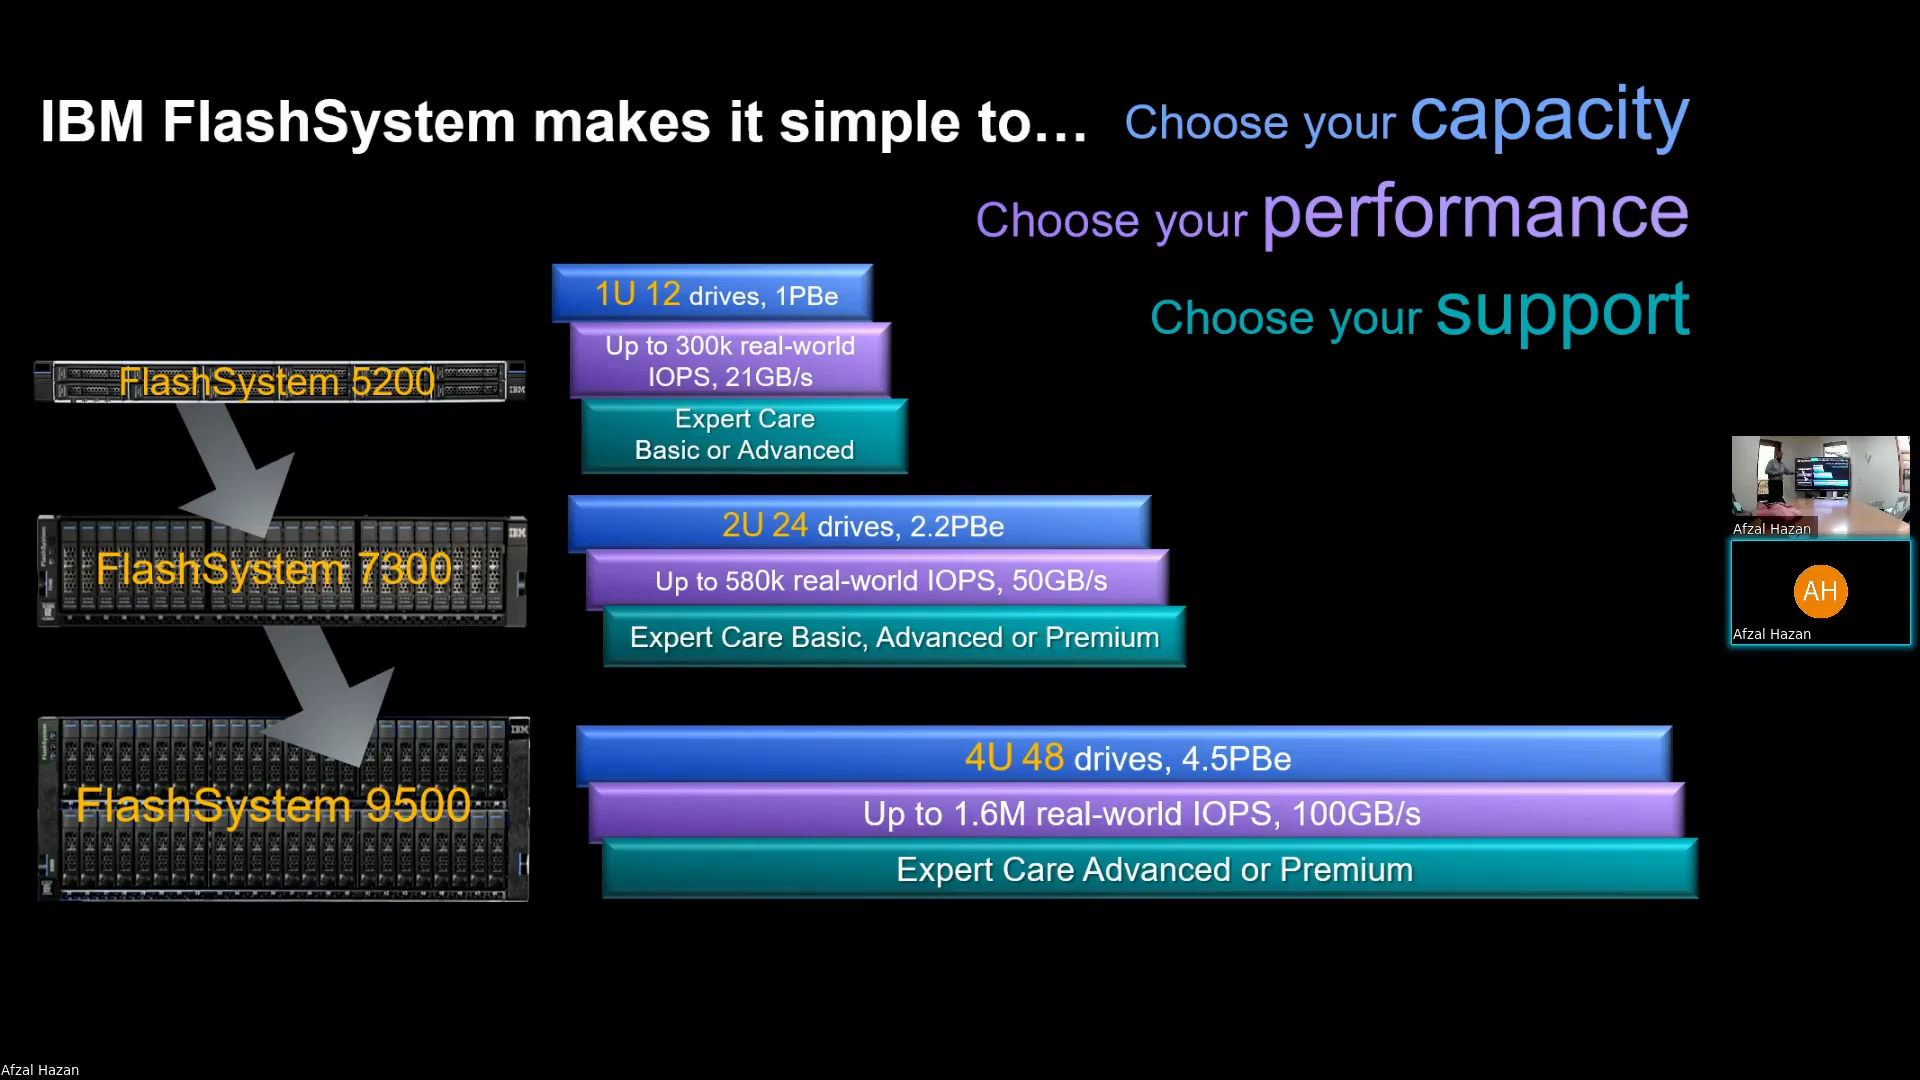 IBM FlashSystem makes it simple to…
Choose your capacity
Choose your performance
Choose your support
1U 12 drives, 1PBe
Up to 300k real-world
IOPS, 21GB/s
Expert Care
Basic or Advanced
FlashSystem 5200
IBM
2U 24 drives, 2.2PBe
Up to 580k real-world IOPS, 50GB/s
Expert Care Basic, Advanced or Premium
FlashSystem 7300
IBM
4U 48 drives, 4.5PBe
Up to 1.6M real-world IOPS, 100GB/s
Expert Care Advanced or Premium
FlashSystem 9500
IBM
Afzal Hazan
AH
Afzal Hazan
Afzal Hazan